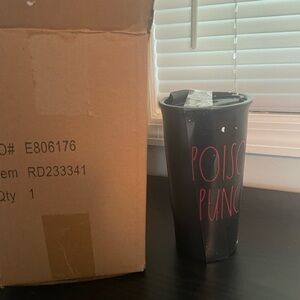 O# E806176
em RD233341
Qty 1
POISO
PUNC